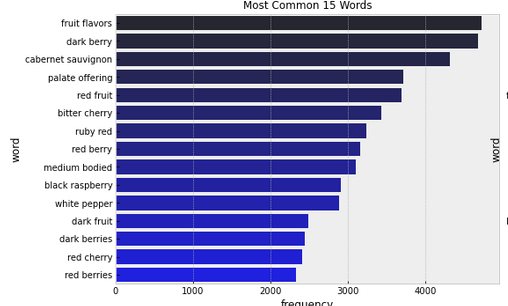 Most Common 15 Words
fruit flavors
dark berry
cabernet sauvignon
palate offering
red fruit
bitter cherry
ruby red
red berry
medium bodied
black raspberry
white pepper
dark fruit
dark berries
red cherry
red berries
word
word
0 1000 2000 3000 4000
frequency